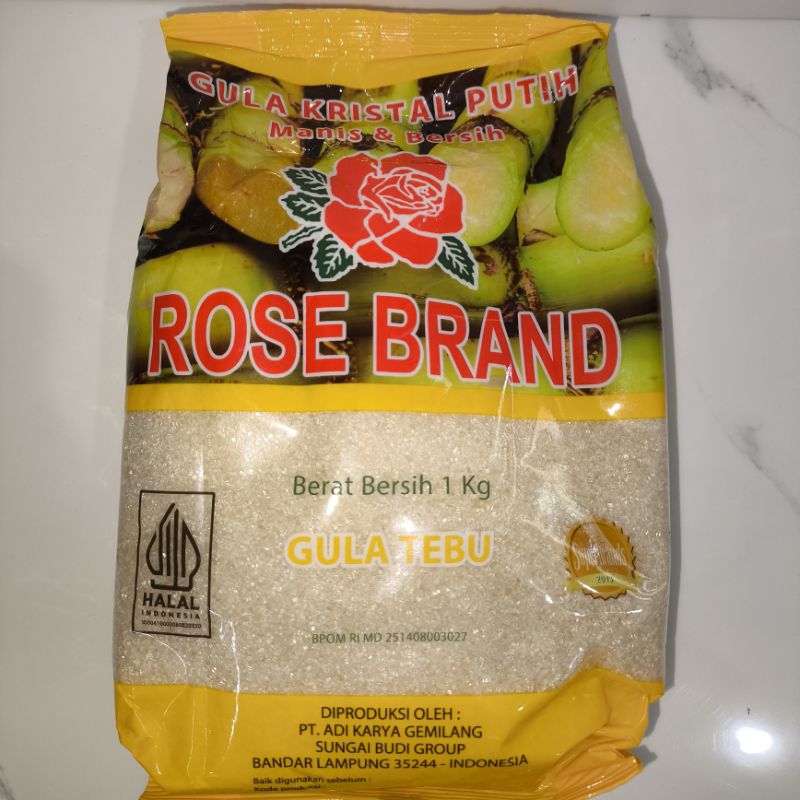 GULA KRISTAL PUTIH
Manis & Bersih
ROSE BRAND
Berat Bersih 1 Kg
GULA TEBU
HALAL
INDONESIA
Superbrands
BPOM RI MD 251408003027
DIPRODUKSI OLEH :
PT. ADI KARYA GEMILANG
SUNGAI BUDI GROUP
BANDAR LAMPUNG 35244 - INDONESIA
Baik digunakan sebelum :
Kode produksi :